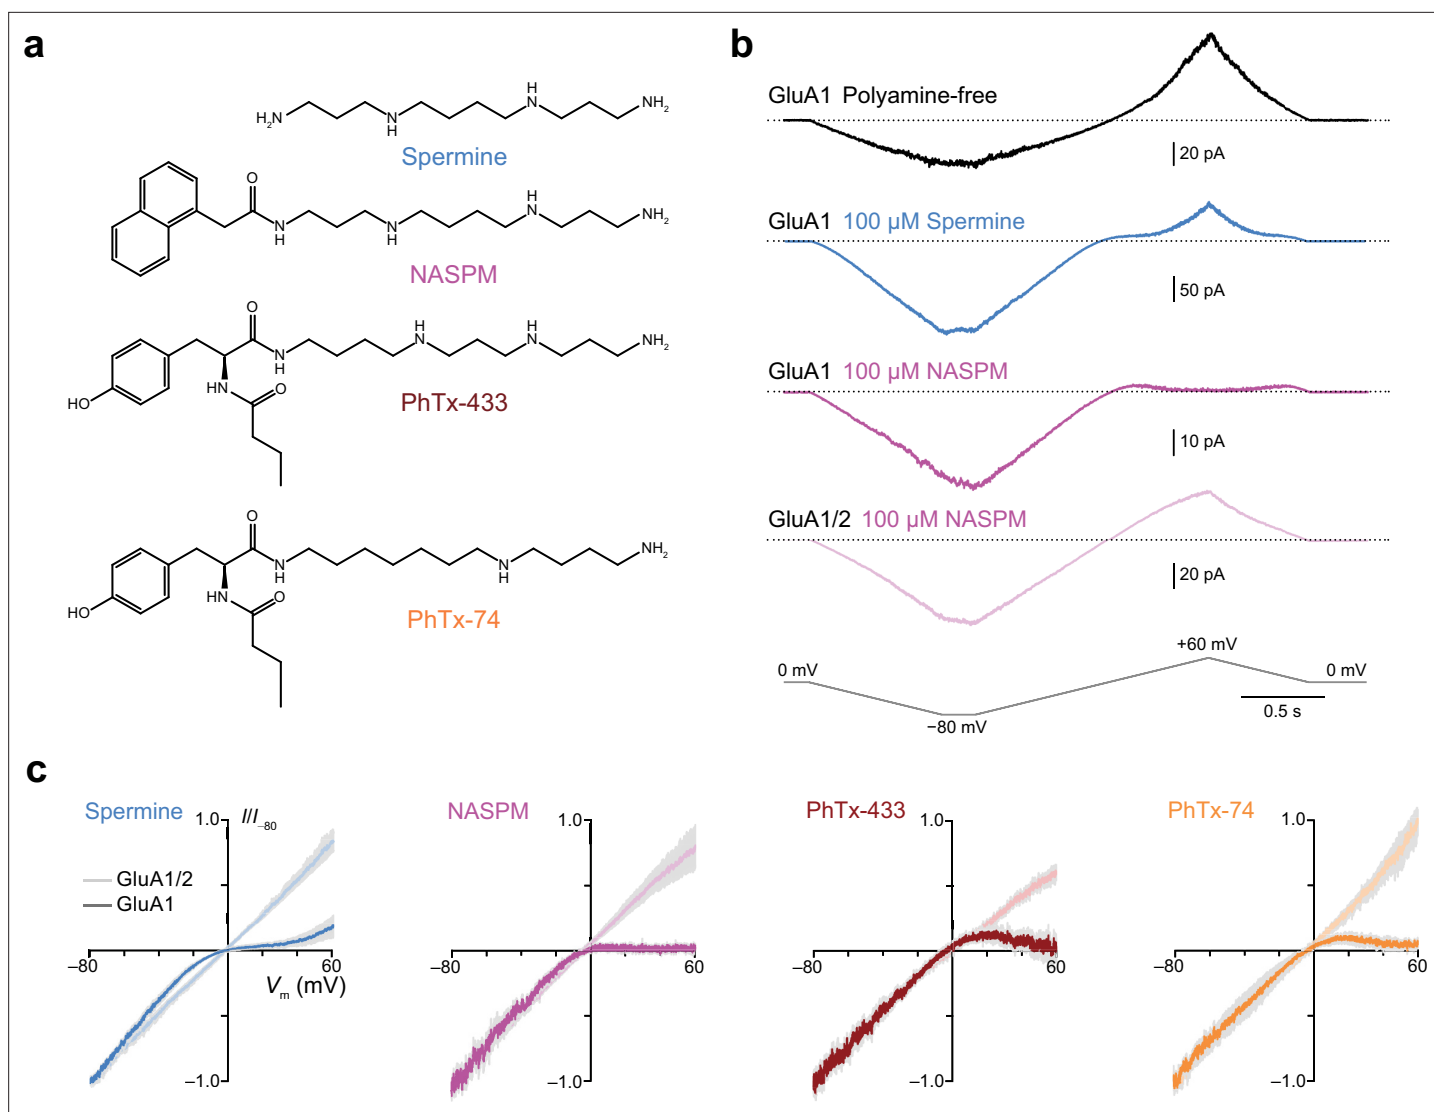 a
H₂N
N
H
H
N
NH₂
Spermine
O
N
H
N
H
H
N
NH₂
NASPM
O
N
H
H
N
H
N
NH₂
HN
O
HO
PhTx-433
O
N
H
N
H
NH₂
HN
O
HO
PhTx-74
b
GluA1 Polyamine-free
20 pA
GluA1 100 µM Spermine
50 pA
GluA1 100 µM NASPM
10 pA
GluA1/2 100 µM NASPM
20 pA
0 mV
+60 mV
0 mV
−80 mV
0.5 s
c
Spermine
1.0
I/I₋₈₀
GluA1/2
GluA1
−80
60
Vₘ (mV)
−1.0
NASPM
1.0
−80
60
−1.0
PhTx-433
1.0
−80
60
−1.0
PhTx-74
1.0
−80
60
−1.0